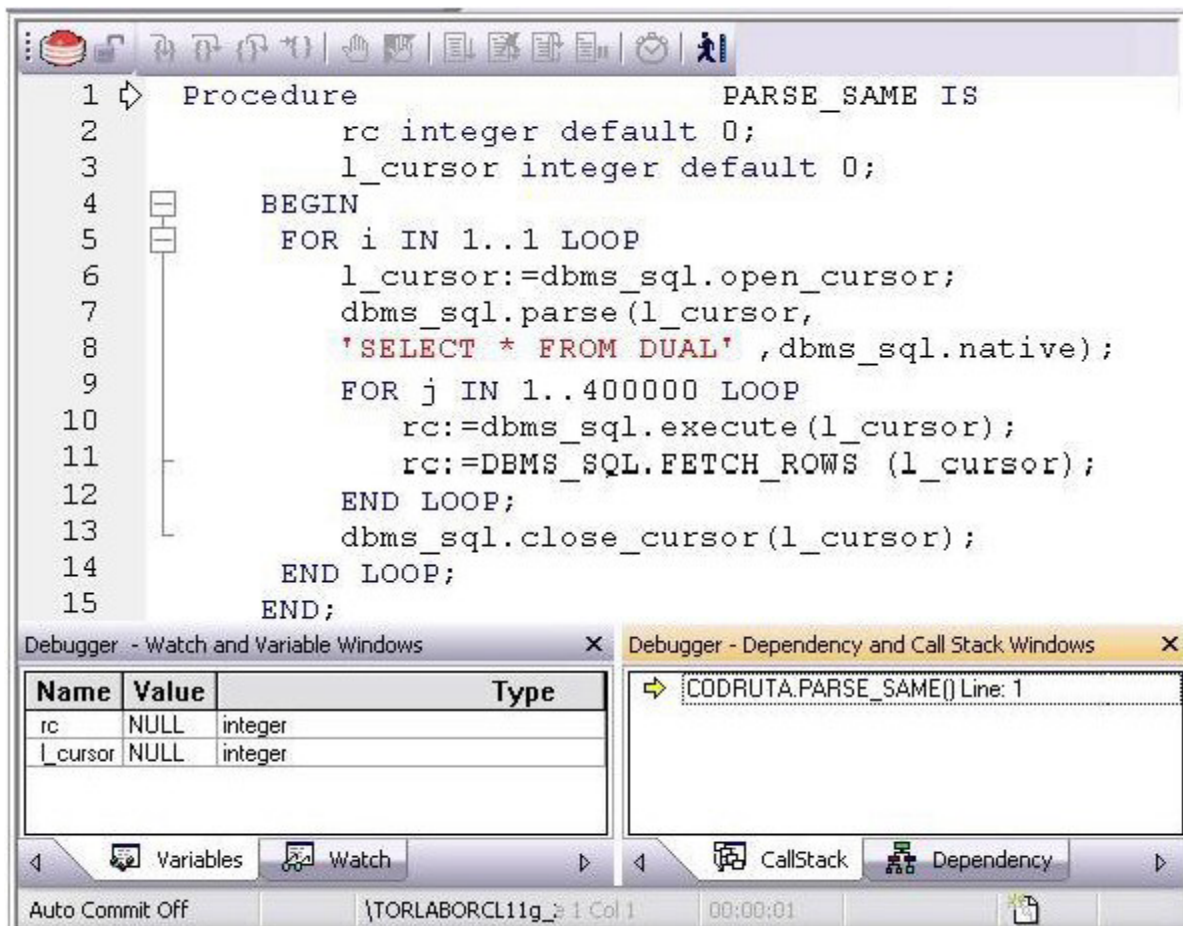 1 Procedure PARSE_SAME IS
2 rc integer default 0;
3 l_cursor integer default 0;
4 BEGIN
5 FOR i IN 1..1 LOOP
6 l_cursor:=dbms_sql.open_cursor;
7 dbms_sql.parse(l_cursor,
8 'SELECT * FROM DUAL' ,dbms_sql.native);
9 FOR j IN 1..400000 LOOP
10 rc:=dbms_sql.execute(l_cursor);
11 rc:=DBMS_SQL.FETCH_ROWS (l_cursor);
12 END LOOP;
13 dbms_sql.close_cursor(l_cursor);
14 END LOOP;
15 END;
Debugger - Watch and Variable Windows
Name Value Type
rc NULL integer
l_cursor NULL integer
Variables Watch
Debugger - Dependency and Call Stack Windows
CODRUTA.PARSE_SAME() Line: 1
CallStack Dependency
Auto Commit Off \TORLABORCL11g_ 1 Col 1 00:00:01